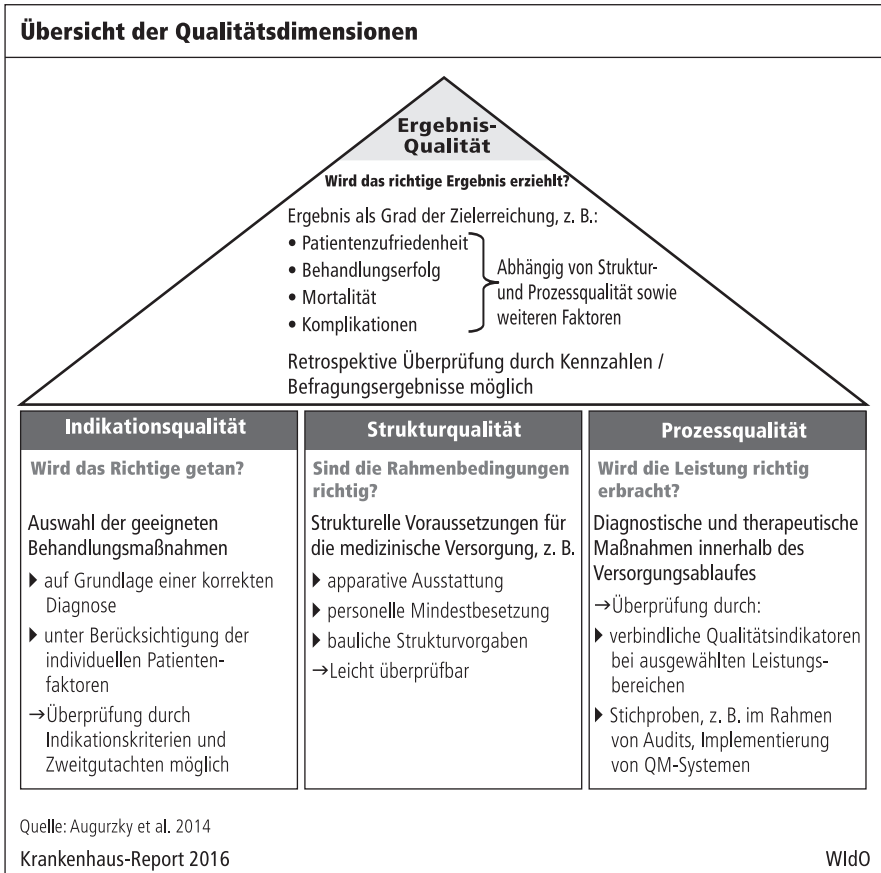 Übersicht der Qualitätsdimensionen
Ergebnis-
Qualität
Wird das richtige Ergebnis erziehlt?
Ergebnis als Grad der Zielerreichung, z. B.:
• Patientenzufriedenheit
• Behandlungserfolg
• Mortalität
• Komplikationen
Abhängig von Struktur-
und Prozessqualität sowie
weiteren Faktoren
Retrospektive Überprüfung durch Kennzahlen /
Befragungsergebnisse möglich
Indikationsqualität
Wird das Richtige getan?
Auswahl der geeigneten
Behandlungsmaßnahmen
▶ auf Grundlage einer korrekten
Diagnose
▶ unter Berücksichtigung der
individuellen Patienten-
faktoren
→Überprüfung durch
Indikationskriterien und
Zweitgutachten möglich
Strukturqualität
Sind die Rahmenbedingungen
richtig?
Strukturelle Voraussetzungen für
die medizinische Versorgung, z. B.
▶ apparative Ausstattung
▶ personelle Mindestbesetzung
▶ bauliche Strukturvorgaben
→Leicht überprüfbar
Prozessqualität
Wird die Leistung richtig
erbracht?
Diagnostische und therapeutische
Maßnahmen innerhalb des
Versorgungsablaufes
→Überprüfung durch:
▶ verbindliche Qualitätsindikatoren
bei ausgewählten Leistungs-
bereichen
▶ Stichproben, z. B. im Rahmen
von Audits, Implementierung
von QM-Systemen
Quelle: Augurzky et al. 2014
Krankenhaus-Report 2016
WIdO